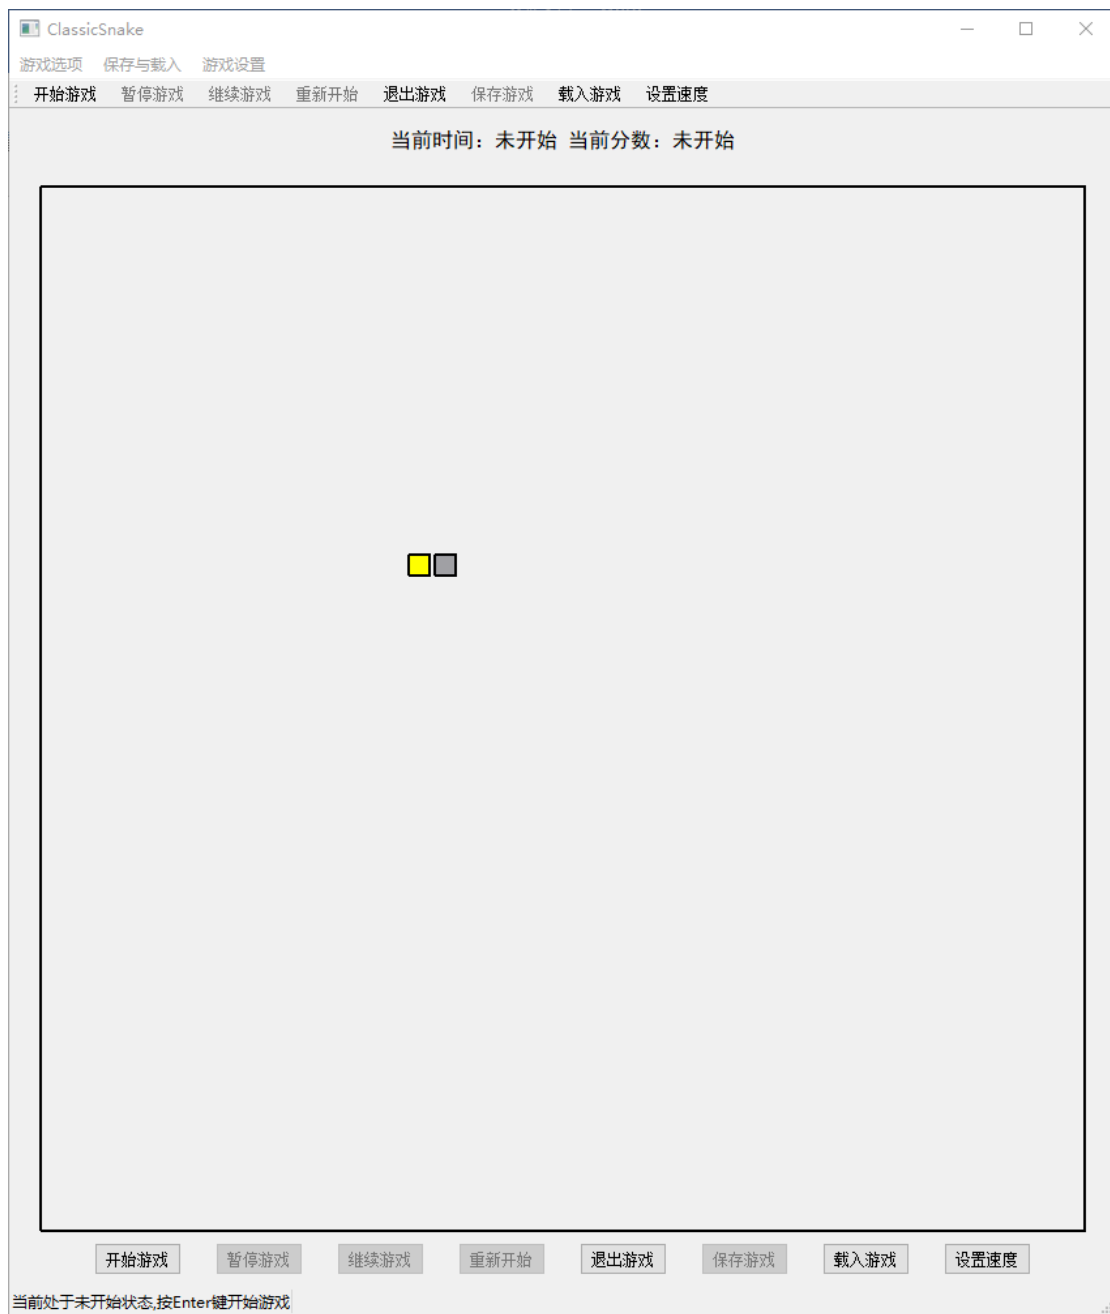 ClassicSnake
游戏选项 保存与载入 游戏设置
开始游戏 暂停游戏 继续游戏 重新开始 退出游戏 保存游戏 载入游戏 设置速度
当前时间：未开始 当前分数：未开始
开始游戏 暂停游戏 继续游戏 重新开始 退出游戏 保存游戏 载入游戏 设置速度
当前处于未开始状态,按Enter键开始游戏